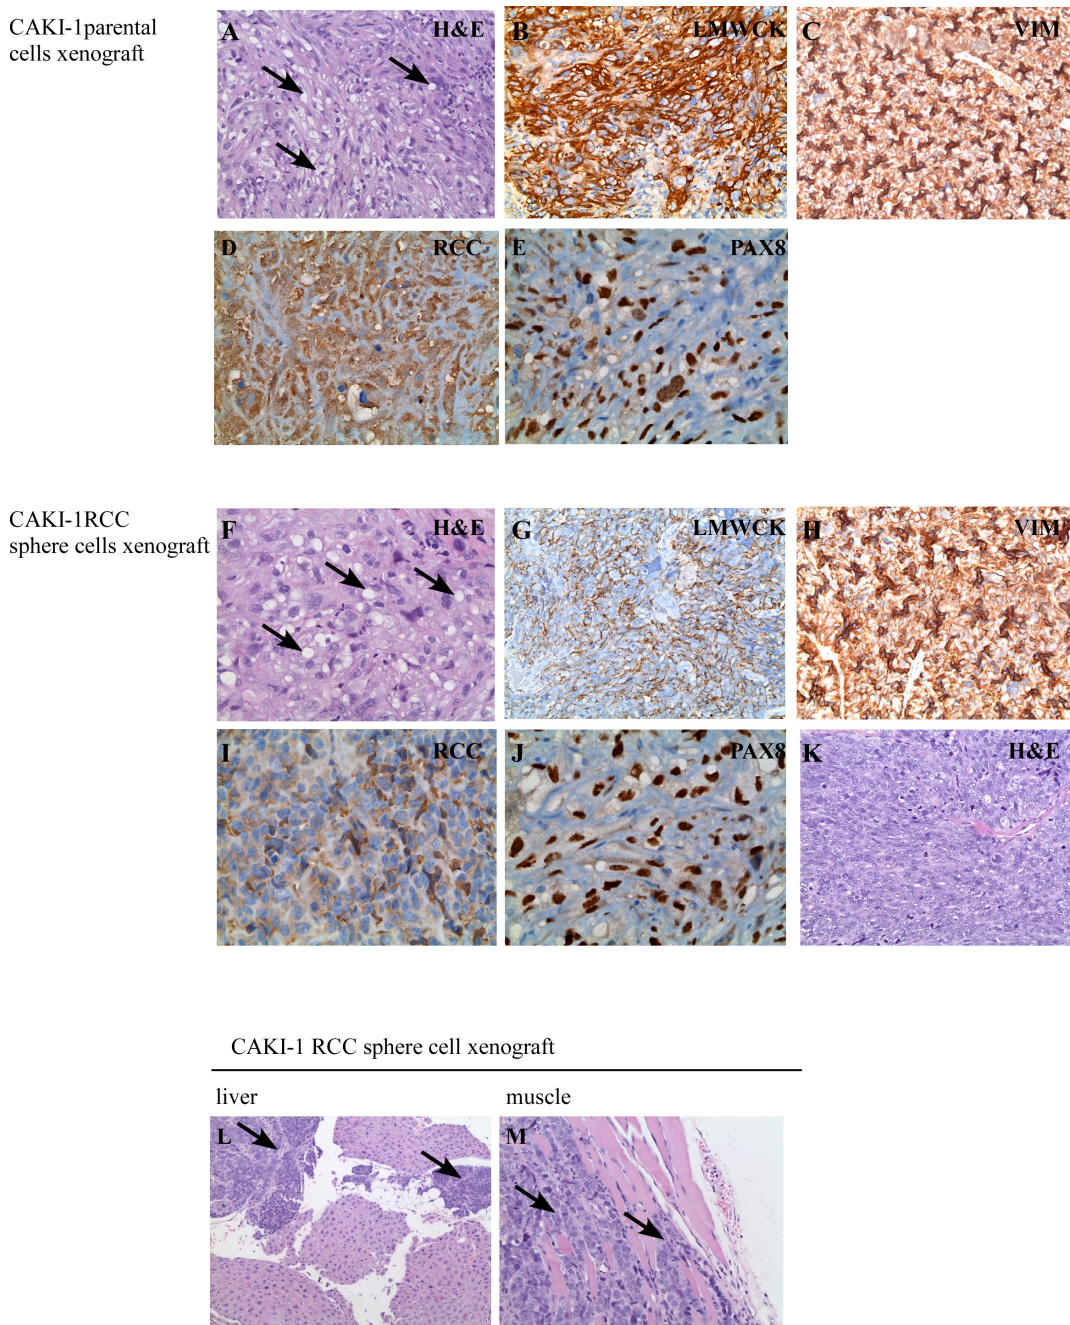 CAKI-1parental
cells xenograft
A H&E
B LMWCK
C VIM
D RCC
E PAX8
CAKI-1RCC
sphere cells xenograft
F H&E
G LMWCK
H VIM
I RCC
J PAX8
K H&E
CAKI-1 RCC sphere cell xenograft
liver
muscle
L
M